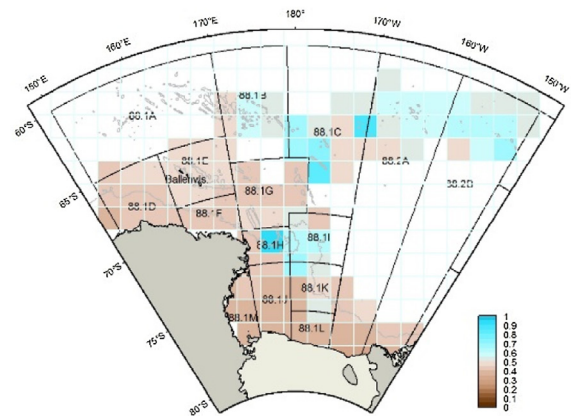 180°
170°E
170°W
160°E
160°W
150°E
150°W
60°S
88.1B
88.1A
88.1C
88.1E
88.2A
Ballenyis.
88.2B
65°S
88.1G
88.1D
88.1F
88.1H
88.1I
70°S
88.1K
88.1J
88.1M
88.1L
75°S
80°S
1
0.9
0.8
0.7
0.6
0.5
0.4
0.3
0.2
0.1
0